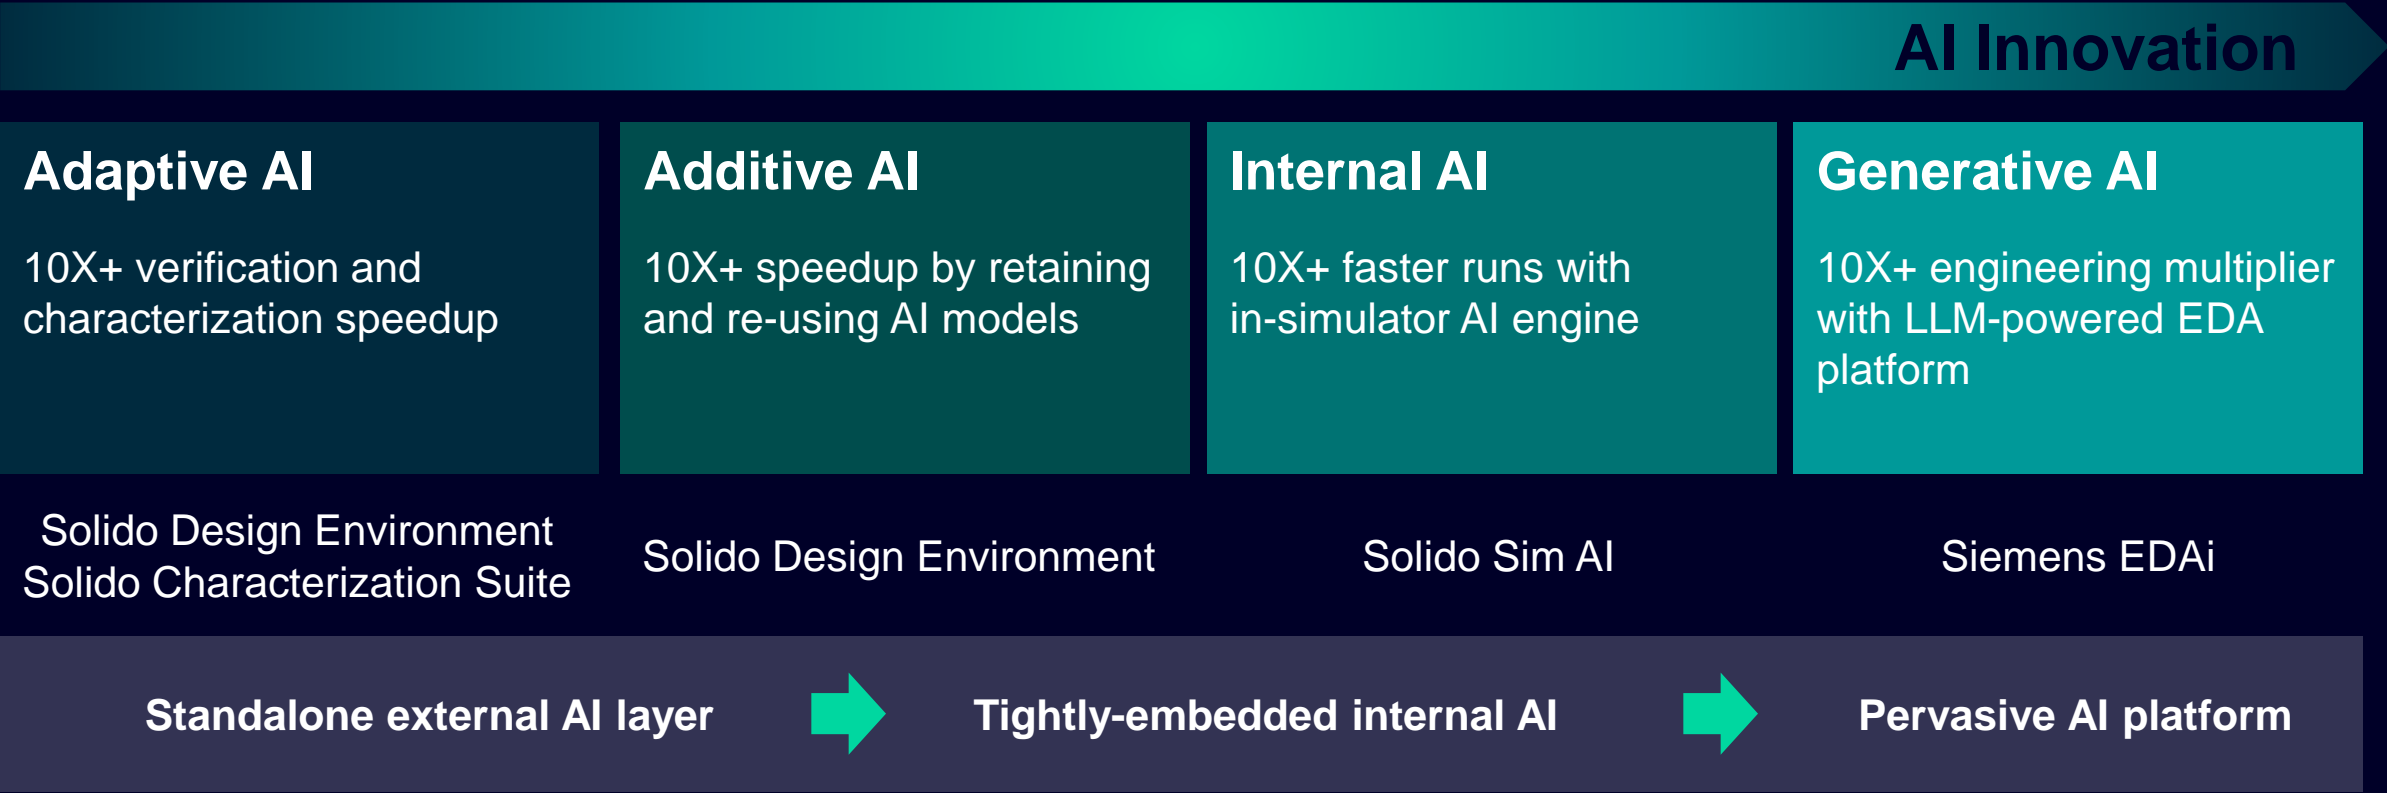 AI Innovation
Adaptive AI
10X+ verification and
characterization speedup
Additive AI
10X+ speedup by retaining
and re-using AI models
Internal AI
10X+ faster runs with
in-simulator AI engine
Generative AI
10X+ engineering multiplier
with LLM-powered EDA
platform
Solido Design Environment
Solido Characterization Suite
Solido Design Environment
Solido Sim AI
Siemens EDAi
Standalone external AI layer
Tightly-embedded internal AI
Pervasive AI platform